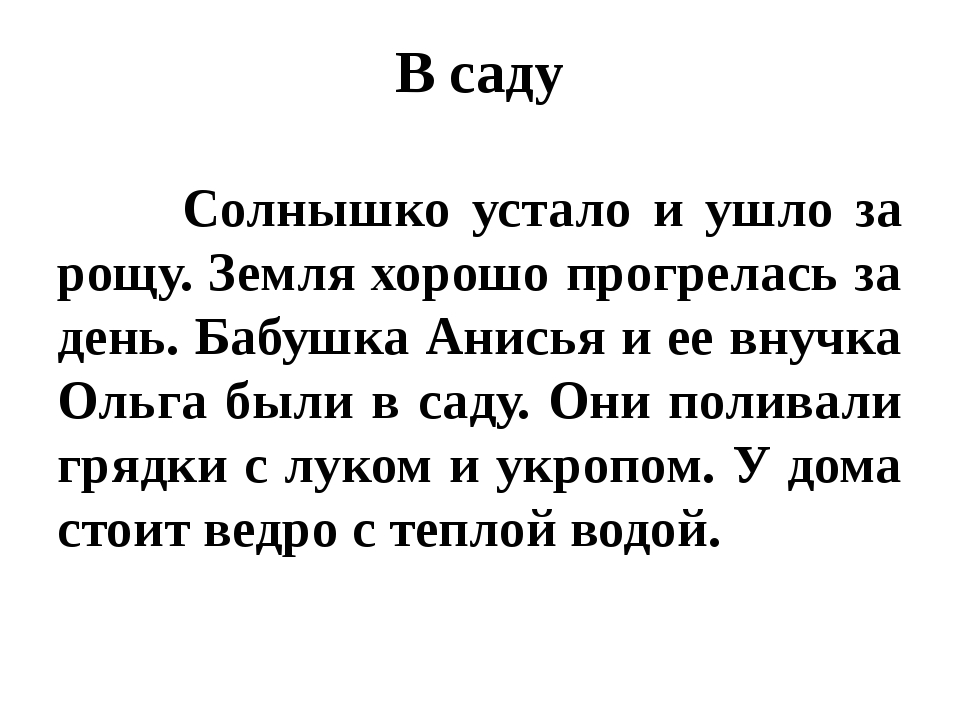 В саду
Солнышко устало и ушло за
рощу. Земля хорошо прогрелась за
день. Бабушка Анисья и ее внучка
Ольга были в саду. Они поливали
грядки с луком и укропом. У дома
стоит ведро с теплой водой.